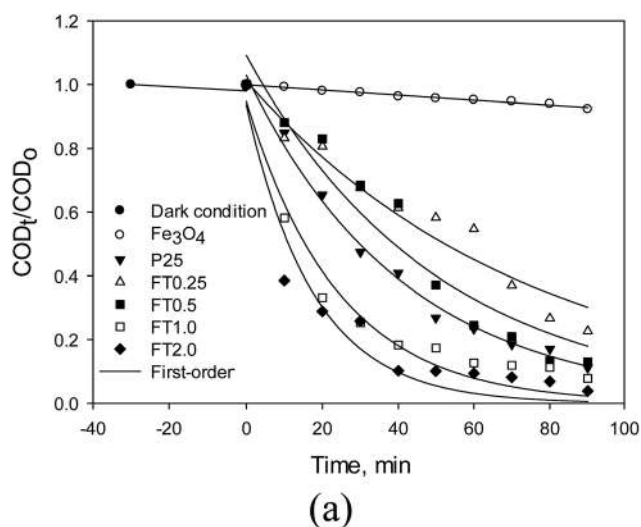 1.2
1.0
0.8
0.6
0.4
0.2
0.0
CODt/CODo
Dark condition
Fe₃O₄
P25
FT0.25
FT0.5
FT1.0
FT2.0
First-order
-40 -20 0 20 40 60 80 100
Time, min
(a)